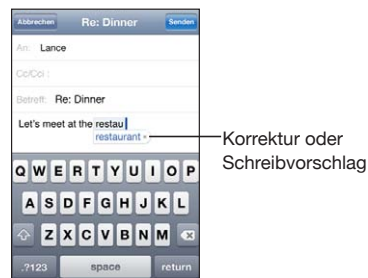 Abbrechen Re: Dinner Senden
An: Lance
Cc/Cci :
Betreff: Re: Dinner
Let's meet at the restau
restaurant ×
Korrektur oder
Schreibvorschlag
Q W E R T Y U I O P
A S D F G H J K L
Z X C V B N M
.?123 space return